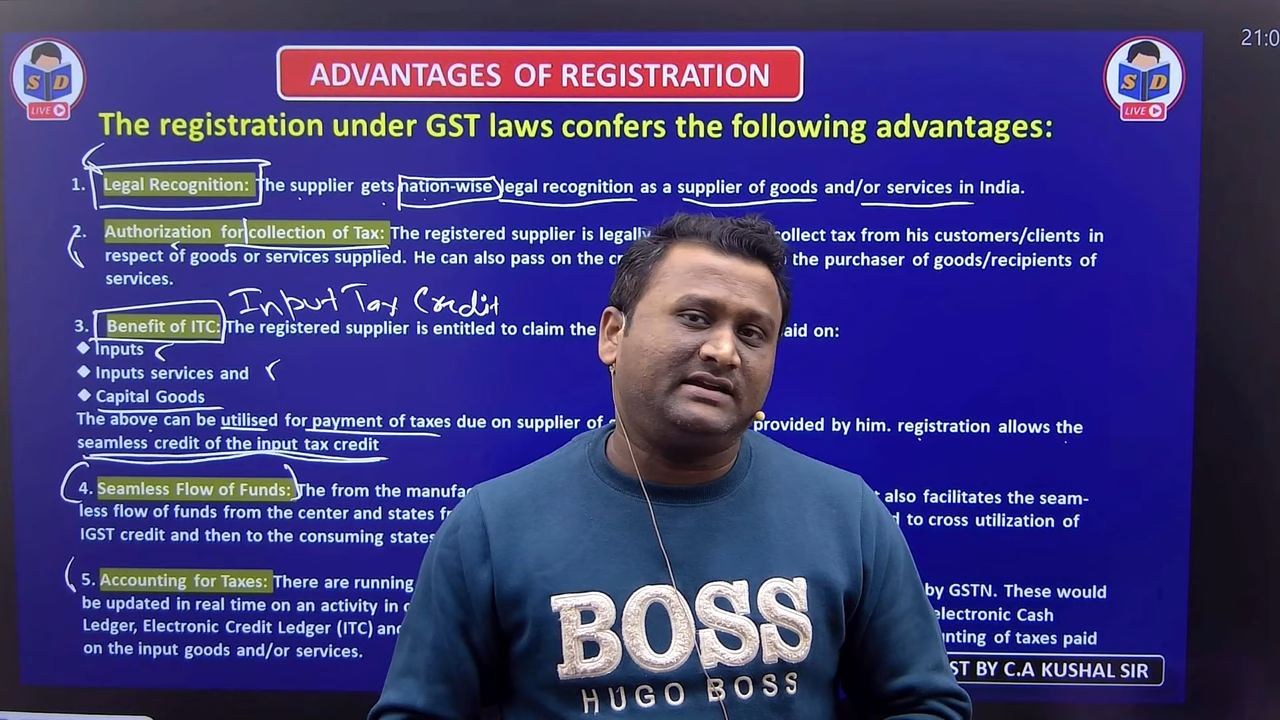 21:0
S D
LIVE
ADVANTAGES OF REGISTRATION
S D
LIVE
The registration under GST laws confers the following advantages:
1. Legal Recognition: The supplier gets nation-wise legal recognition as a supplier of goods and/or services in India.
2. Authorization for collection of Tax: The registered supplier is legally collect tax from his customers/clients in
respect of goods or services supplied. He can also pass on the the purchaser of goods/recipients of
services.
Input Tax Credit
3. Benefit of ITC: The registered supplier is entitled to claim the aid on:
◆ Inputs
◆ Inputs services and
◆ Capital Goods
The above can be utilised for payment of taxes due on supplier of provided by him. registration allows the
seamless credit of the input tax credit
4. Seamless Flow of Funds: The from the manufac also facilitates the seam-
less flow of funds from the center and states d to cross utilization of
IGST credit and then to the consuming states
5. Accounting for Taxes: There are running by GSTN. These would
be updated in real time on an activity in electronic Cash
Ledger, Electronic Credit Ledger (ITC) and nting of taxes paid
on the input goods and/or services.
ST BY C.A KUSHAL SIR
BOSS
HUGO BOSS